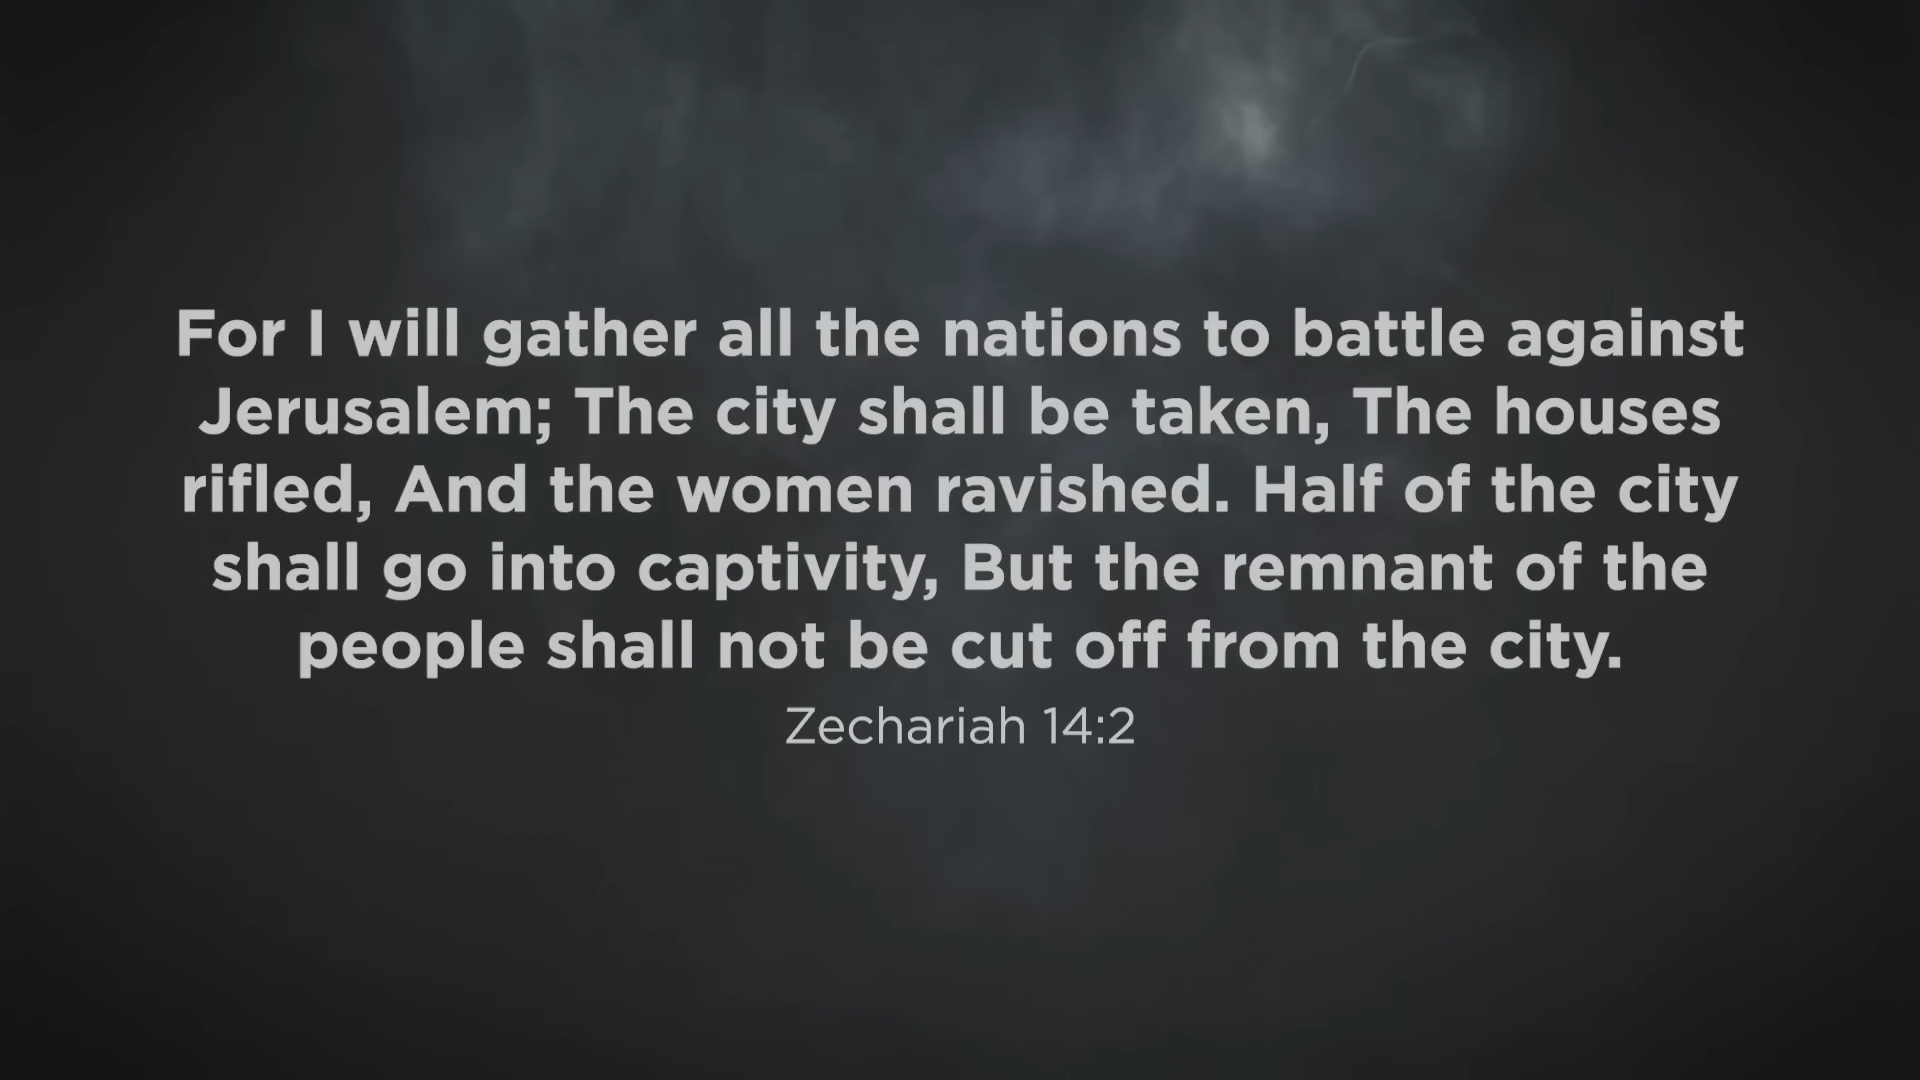 For I will gather all the nations to battle against
Jerusalem; The city shall be taken, The houses
rifled, And the women ravished. Half of the city
shall go into captivity, But the remnant of the
people shall not be cut off from the city.
Zechariah 14:2